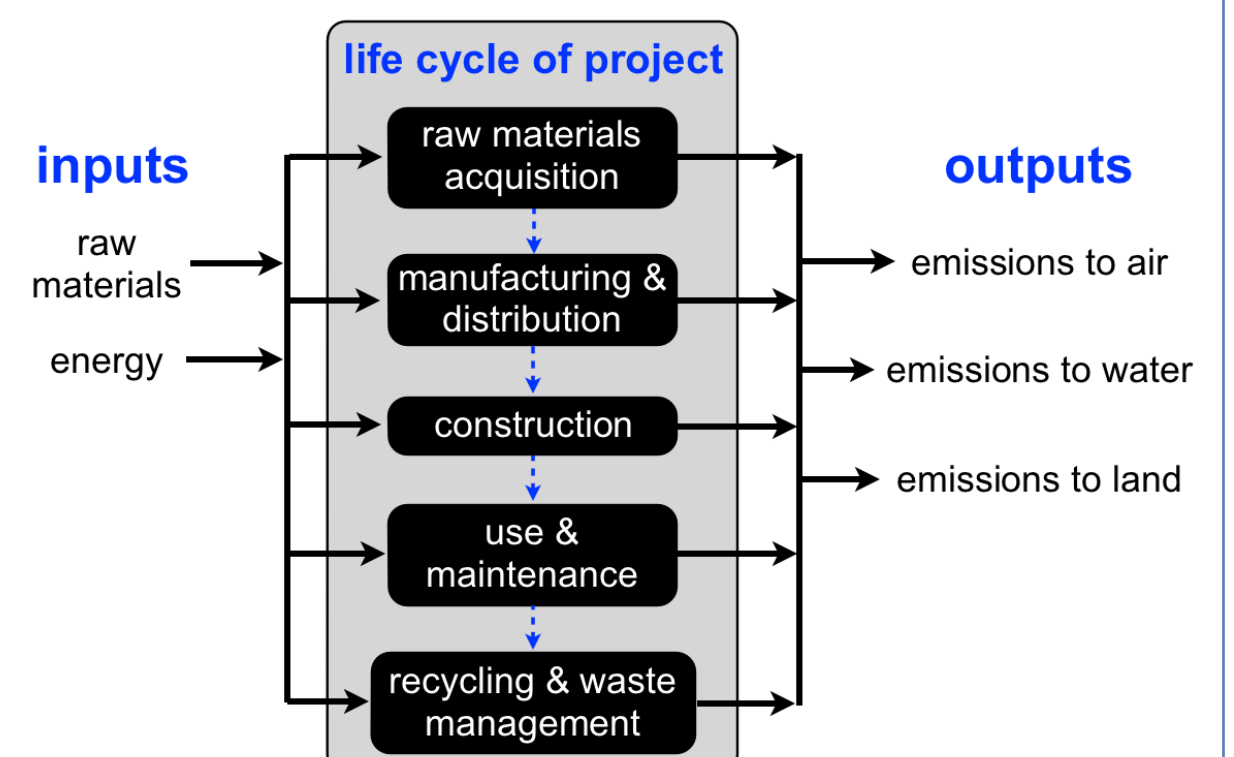 life cycle of project
inputs
raw
materials
energy
raw materials
acquisition
manufacturing &
distribution
construction
use &
maintenance
recycling & waste
management
outputs
emissions to air
emissions to water
emissions to land